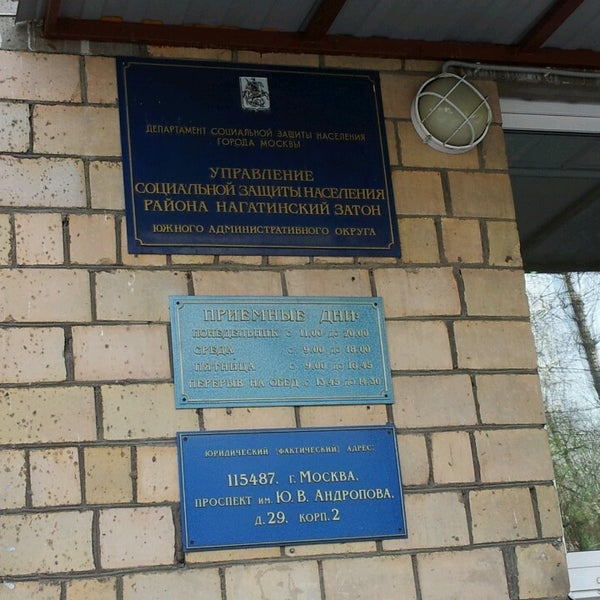 ДЕПАРТАМЕНТ СОЦИАЛЬНОЙ ЗАЩИТЫ НАСЕЛЕНИЯ
ГОРОДА МОСКВЫ
УПРАВЛЕНИЕ
СОЦИАЛЬНОЙ ЗАЩИТЫ НАСЕЛЕНИЯ
РАЙОНА НАГАТИНСКИЙ ЗАТОН
ЮЖНОГО АДМИНИСТРАТИВНОГО ОКРУГА
ПРИЕМНЫЕ ДНИ:
ПОНЕДЕЛЬНИК С 11.00 ДО 20.00
СРЕДА С 9.00 ДО 18.00
ПЯТНИЦА С 9.00 ДО 16.45
ПЕРЕРЫВ НА ОБЕД С 13.45 ДО 14.30
ЮРИДИЧЕСКИЙ (ФАКТИЧЕСКИЙ) АДРЕС:
115487. Г. МОСКВА.
ПРОСПЕКТ ИМ. Ю. В. АНДРОПОВА.
Д. 29. КОРП. 2